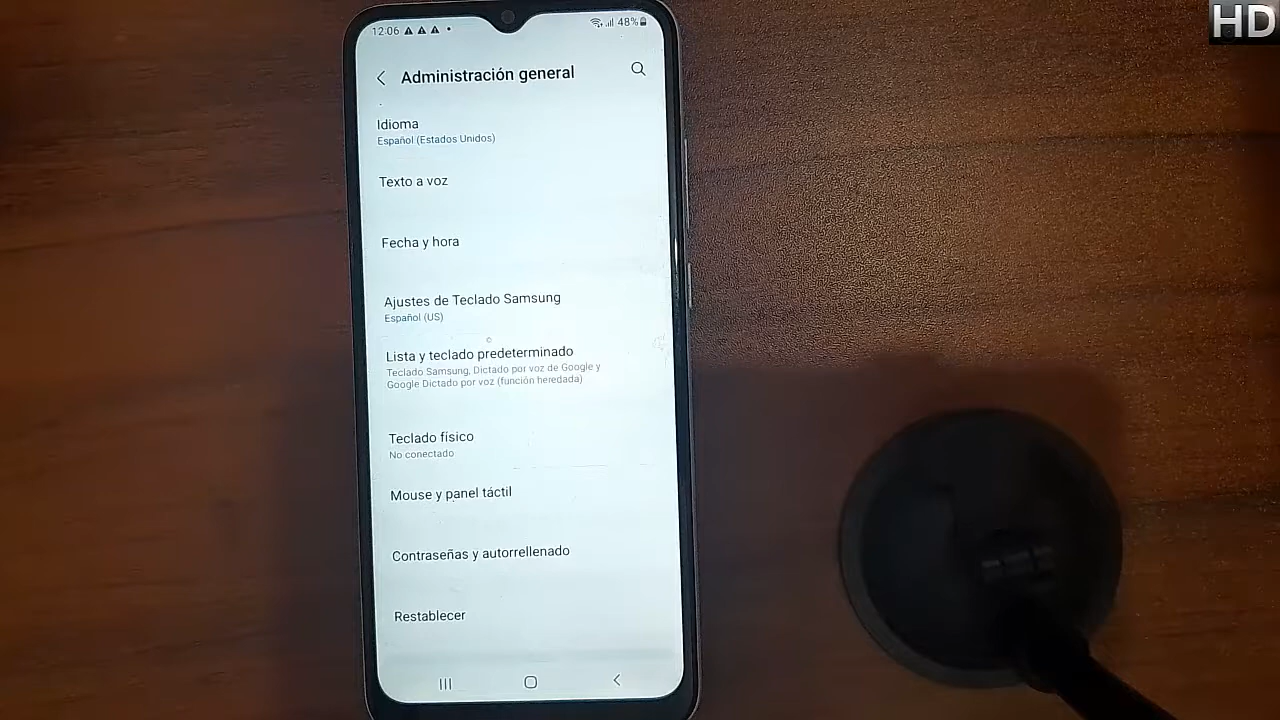 HD
12:06
48%
Administración general
Idioma
Español (Estados Unidos)
Texto a voz
Fecha y hora
Ajustes de Teclado Samsung
Español (US)
Lista y teclado predeterminado
Teclado Samsung, Dictado por voz de Google y
Google Dictado por voz (función heredada)
Teclado físico
No conectado
Mouse y panel táctil
Contraseñas y autorrellenado
Restablecer